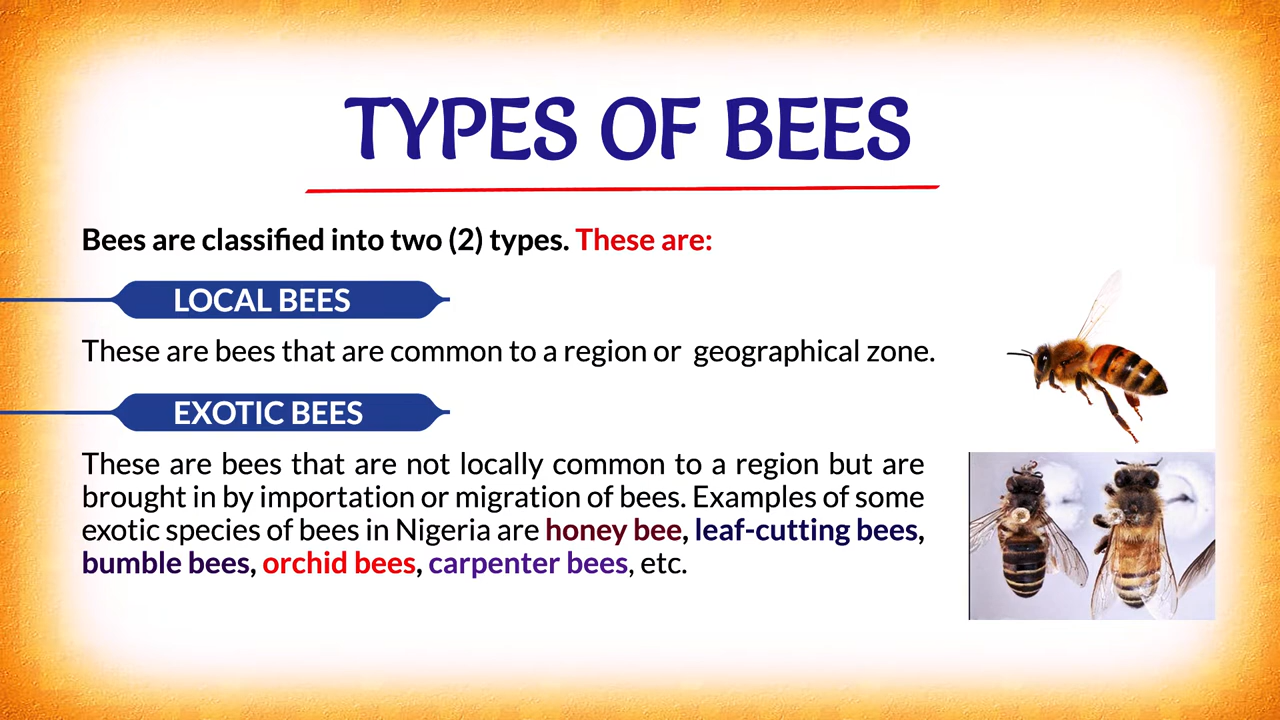 TYPES OF BEES
Bees are classified into two (2) types. These are:
LOCAL BEES
These are bees that are common to a region or geographical zone.
EXOTIC BEES
These are bees that are not locally common to a region but are
brought in by importation or migration of bees. Examples of some
exotic species of bees in Nigeria are honey bee, leaf-cutting bees,
bumble bees, orchid bees, carpenter bees, etc.